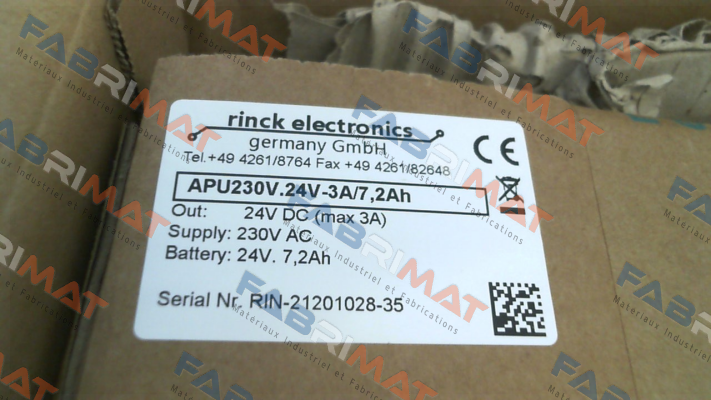 rinck electronics
germany GmbH
Tel.+49 4261/8764 Fax +49 4261/82648
APU230V.24V-3A/7,2Ah
Out: 24V DC (max 3A)
Supply: 230V AC
Battery: 24V. 7,2Ah
Serial Nr. RIN-21201028-35
CE
FABRIMAT
Matériaux Industriel et Fabrications